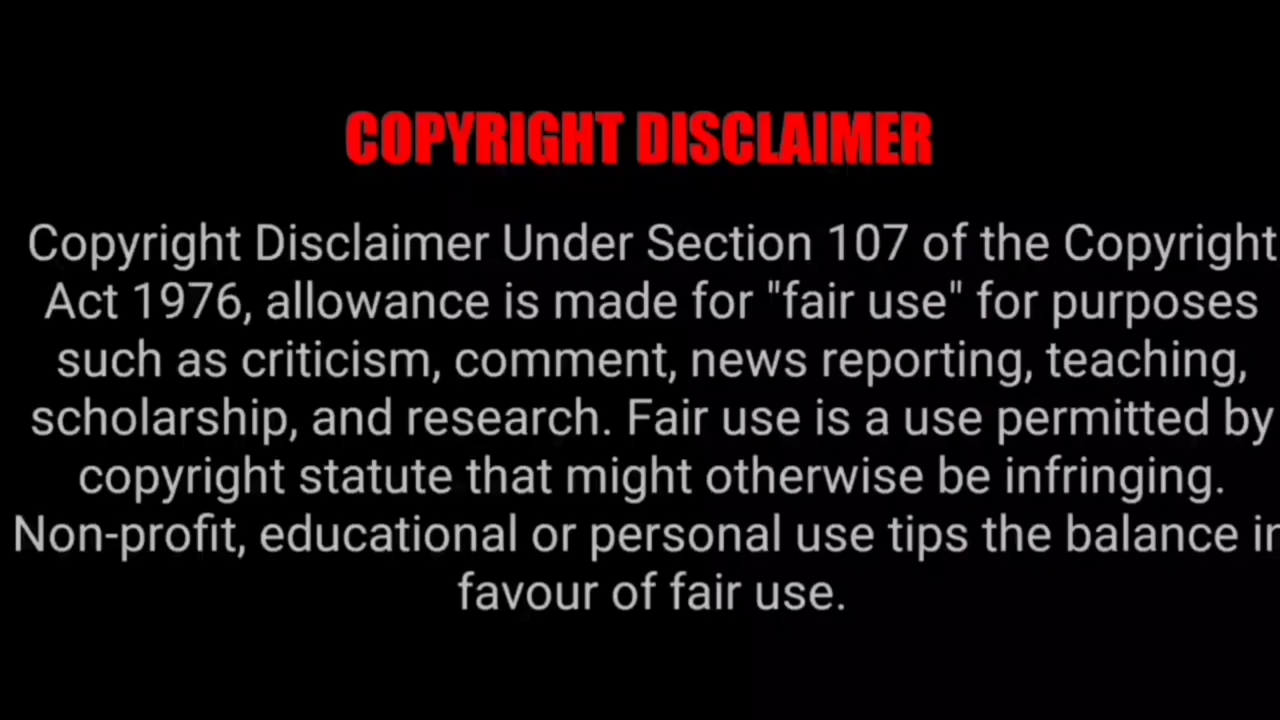 COPYRIGHT DISCLAIMER
Copyright Disclaimer Under Section 107 of the Copyright
Act 1976, allowance is made for "fair use" for purposes
such as criticism, comment, news reporting, teaching,
scholarship, and research. Fair use is a use permitted by
copyright statute that might otherwise be infringing.
Non-profit, educational or personal use tips the balance in
favour of fair use.